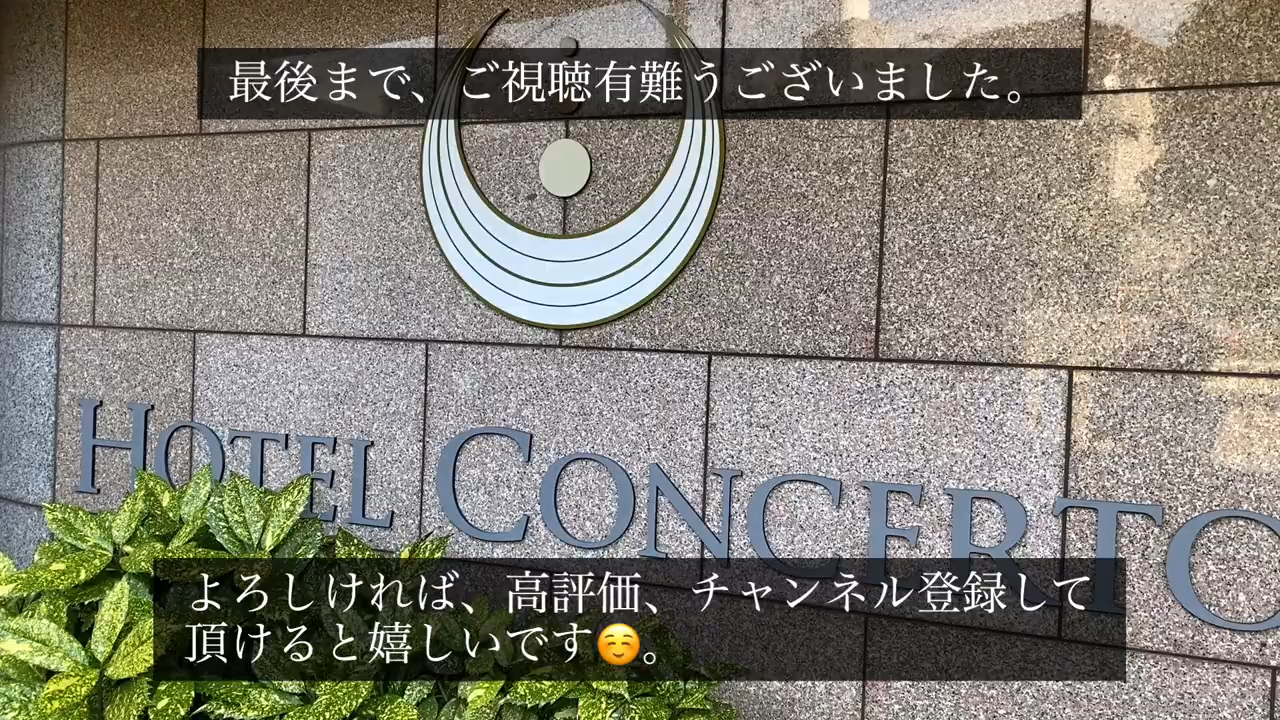 最後まで、ご視聴有難うございました。
HOTEL CONCERTO
よろしければ、高評価、チャンネル登録して
頂けると嬉しいです☺️。